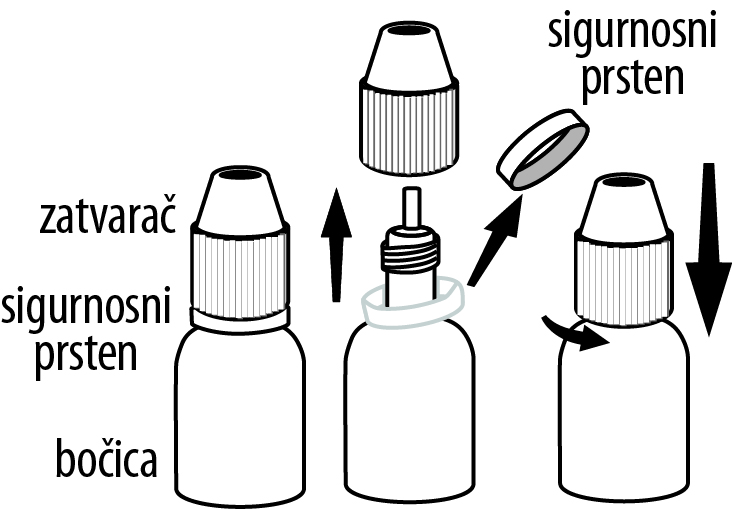 sigurnosni
prsten
zatvarač
sigurnosni
prsten
bočica